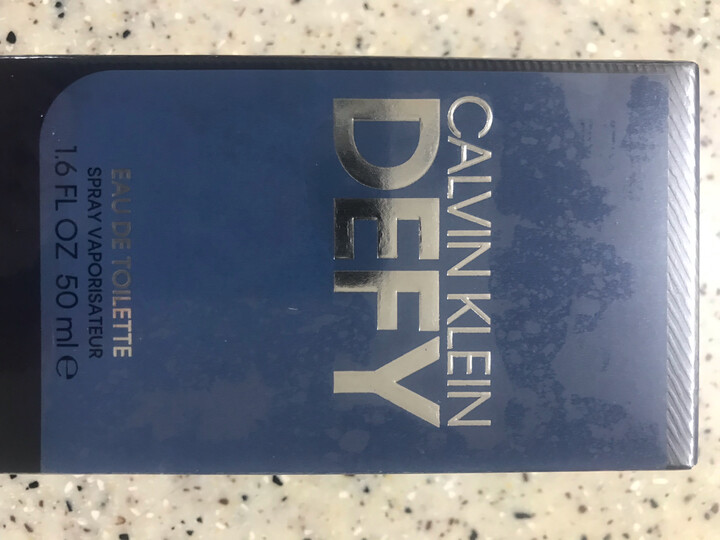 CALVIN KLEIN
DEFY
EAU DE TOILETTE
SPRAY VAPORISATEUR
1.6 FL OZ 50 ml ℮